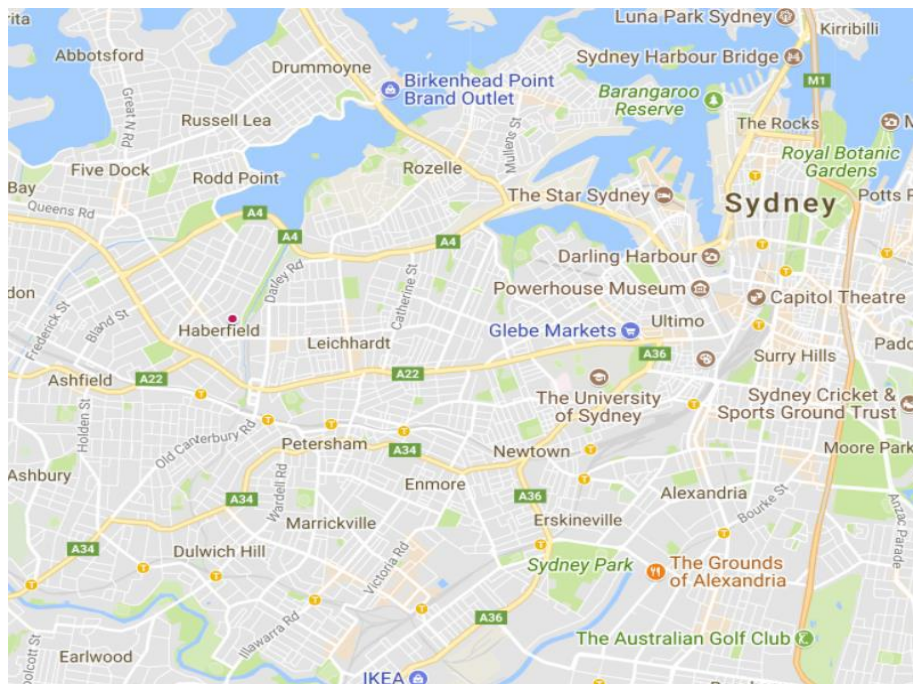 rita
Luna Park Sydney
Kirribilli
Abbotsford
Drummoyne
Sydney Harbour Bridge
Birkenhead Point
Brand Outlet
M1
Great N Rd
Barangaroo
Reserve
Russell Lea
The Rocks
M
Mullens St
Royal Botanic
Gardens
Five Dock
Rozelle
Rodd Point
Bay
The Star Sydney
Potts P
Queens Rd
Sydney
A4
A4
A4
Darling Harbour
Dalley Rd
Catherine St
don
Powerhouse Museum
Capitol Theatre
Frederick St
Bland St
Haberfield
Glebe Markets
Ultimo
Leichhardt
Padd
A36
Surry Hills
Ashfield
A22
A22
The University
of Sydney
Sydney Cricket &
Sports Ground Trust
Holden St
Old Canterbury Rd
Petersham
A34
Newtown
Moore Park
Ashbury
Wardell Rd
Enmore
A34
A36
Alexandria
Bourke St
Anzac Parade
Marrickville
Erskineville
A34
Dulwich Hill
Victoria Rd
Sydney Park
The Grounds
of Alexandria
A36
Illawarra Rd
The Australian Golf Club
Earlwood
oolcott St
IKEA